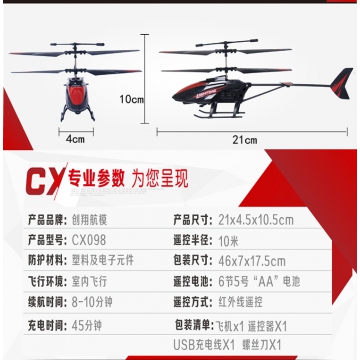 10cm
4cm
21cm
CX 专业参数 为您呈现
产品品牌：创翔航模
产品尺寸：21x4.5x10.5cm
产品型号：CX098
遥控半径：10米
防护材料：塑料及电子元件
包装尺寸：46x7x17.5cm
飞行环境：室内飞行
遥控电池：6节5号“AA”电池
续航时间：8-10分钟
遥控方式：红外线遥控
充电时间：45分钟
包装清单：飞机x1 遥控器X1
USB充电线X1 螺丝刀X1